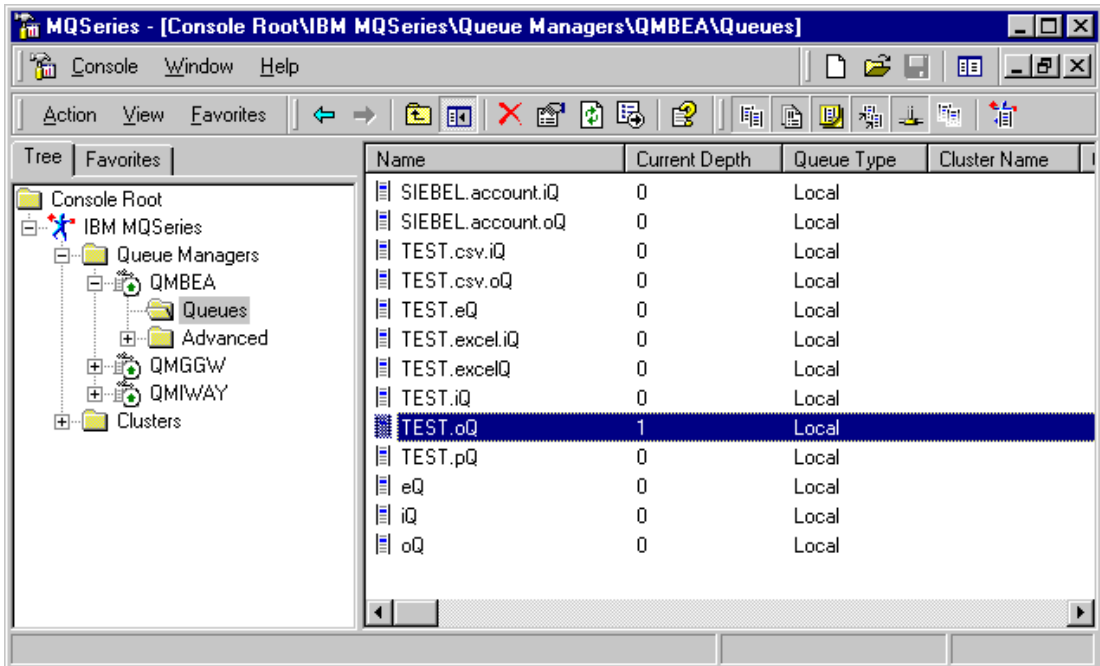 MQSeries - [Console Root\IBM MQSeries\Queue Managers\QMBEA\Queues]
Console Window Help
Action View Favorites
Tree Favorites
Console Root
IBM MQSeries
Queue Managers
QMBEA
Queues
Advanced
QMGGW
QMIWAY
Clusters
Name Current Depth Queue Type Cluster Name
SIEBEL.account.iQ 0 Local
SIEBEL.account.oQ 0 Local
TEST.csv.iQ 0 Local
TEST.csv.oQ 0 Local
TEST.eQ 0 Local
TEST.excel.iQ 0 Local
TEST.excelQ 0 Local
TEST.iQ 0 Local
TEST.oQ 1 Local
TEST.pQ 0 Local
eQ 0 Local
iQ 0 Local
oQ 0 Local